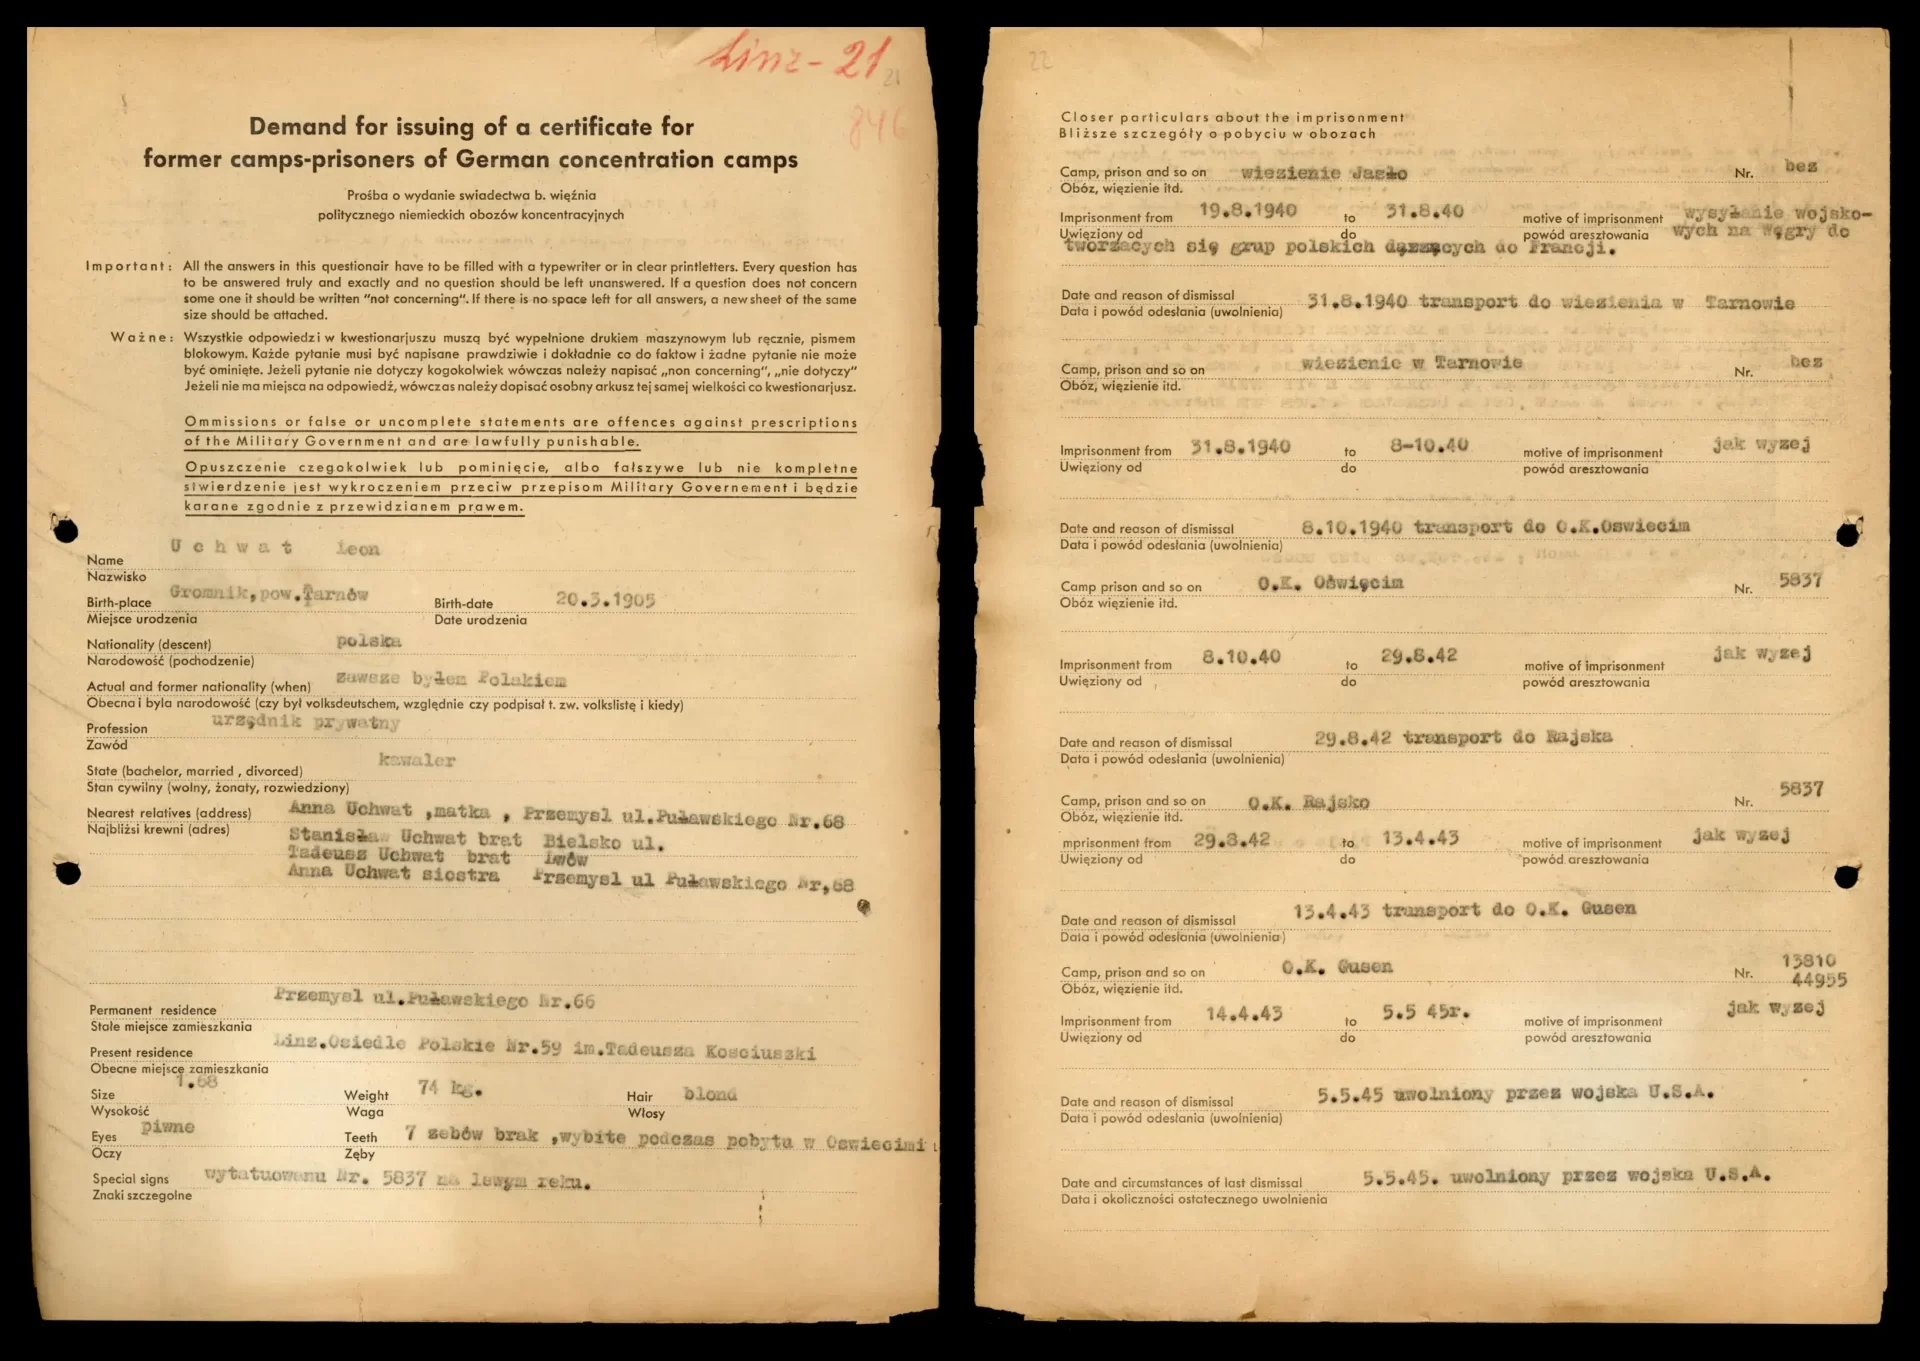 Linz - 21
21
846
Demand for issuing of a certificate for
former camps-prisoners of German concentration camps
Prośba o wydanie swiadectwa b. więźnia
politycznego niemieckich obozów koncentracyjnych
Important: All the answers in this questionair have to be filled with a typewriter or in clear printletters. Every question has
to be answered truly and exactly and no question should be left unanswered. If a question does not concern
some one it should be written "not concerning". If there is no space left for all answers, a new sheet of the same
size should be attached.
Ważne: Wszystkie odpowiedzi w kwestionarjuszu muszą być wypełnione drukiem maszynowym lub ręcznie, pismem
blokowym. Każde pytanie musi być napisane prawdziwie i dokładnie co do faktow i żadne pytanie nie może
być ominięte. Jeżeli pytanie nie dotyczy kogokolwiek wówczas należy napisać „non concerning", „nie dotyczy"
Jeżeli nie ma miejsca na odpowiedź, wówczas należy dopisać osobny arkusz tej samej wielkości co kwestionarjusz.
Ommissions or false or uncomplete statements are offences against prescriptions
of the Military Government and are lawfully punishable.
Opuszczenie czegokolwiek lub pominięcie, albo fałszywe lub nie kompletne
stwierdzenie jest wykroczeniem przeciw przepisom Military Governement i będzie
karane zgodnie z przewidzianem prawem.
Name Uchwat Leon
Nazwisko
Birth-place Gromnik,pow.Tarnów Birth-date 20.3.1905
Miejsce urodzenia Date urodzenia
Nationality (descent) polska
Narodowość (pochodzenie)
Actual and former nationality (when) zawsze byłem Polakiem
Obecna i byla narodowość (czy był volksdeutschem, względnie czy podpisał t. zw. volkslistę i kiedy)
Profession urzędnik prywatny
Zawód
State (bachelor, married , divorced) kawaler
Stan cywilny (wolny, żonaty, rozwiedziony)
Nearest relatives (address) Anna Uchwat ,matka , Przemysl ul.Puławskiego Nr.68
Najbliżsi krewni (adres) Stanisław Uchwat brat Bielsko ul.
Tadeusz Uchwat brat Lwów
Anna Uchwat siostra Przemysl ul Puławskiego Nr,68
Permanent residence Przemysl ul.Puławskiego Nr.66
Stałe miejsce zamieszkania
Present residence Linz.Osiedle Polskie Nr.59 im.Tadeusza Kosciuszki
Obecne miejsce zamieszkania
Size 1.68 Weight 74 kg. Hair blond
Wysokość Waga Wlosy
Eyes piwne Teeth 7 zebów brak ,wybite podczas pobytu w Oswiecimi
Oczy Zęby
Special signs wytatuowanu Nr. 5837 na lewym reku.
Znaki szczegolne
22
Closer particulars about the imprisonment
Bliższe szczegóły o pobyciu w obozach
Camp, prison and so on wiezienie Jasło Nr. bez
Obóz, więzienie itd.
Imprisonment from 19.8.1940 to 31.8.40 motive of imprisonment wysyłanie wojsko-
Uwięziony od do powód aresztowania wych na Węgry do
tworzacych się grup polskich dązących do Francji.
Date and reason of dismissal 31.8.1940 transport do wiezienia w Tarnowie
Data i powód odesłania (uwolnienia)
Camp, prison and so on wiezienie w Tarnowie Nr. bez
Obóz, więzienie itd.
Imprisonment from 31.8.1940 to 8-10.40 motive of imprisonment jak wyzej
Uwięziony od do powód aresztowania
Date and reason of dismissal 8.10.1940 transport do O.K.Oswiecim
Data i powód odesłania (uwolnienia)
Camp prison and so on O.K. Oświęcim Nr. 5837
Obóz więzienie itd.
Imprisonment from 8.10.40 to 29.8.42 motive of imprisonment jak wyzej
Uwięziony od do powód aresztowania
Date and reason of dismissal 29.8.42 transport do Rajska
Data i powód odesłania (uwolnienia)
Camp, prison and so on O.K. Rajsko Nr. 5837
Obóz, więzienie itd.
mprisonment from 29.8.42 to 13.4.43 motive of imprisonment jak wyzej
Uwięziony od do powód aresztowania
Date and reason of dismissal 13.4.43 transport do O.K. Gusen
Data i powód odesłania (uwolnienia)
Camp, prison and so on O.K. Gusen Nr. 13810
Obóz, więzienie itd. 44955
Imprisonment from 14.4.43 to 5.5 45r. motive of imprisonment jak wyzej
Uwięziony od do powód aresztowania
Date and reason of dismissal 5.5.45 uwolniony przez wojska U.S.A.
Data i powód odesłania (uwolnienia)
Date and circumstances of last dismissal 5.5.45. uwolniony przez wojska U.S.A.
Data i okoliczności ostatecznego uwolnienia